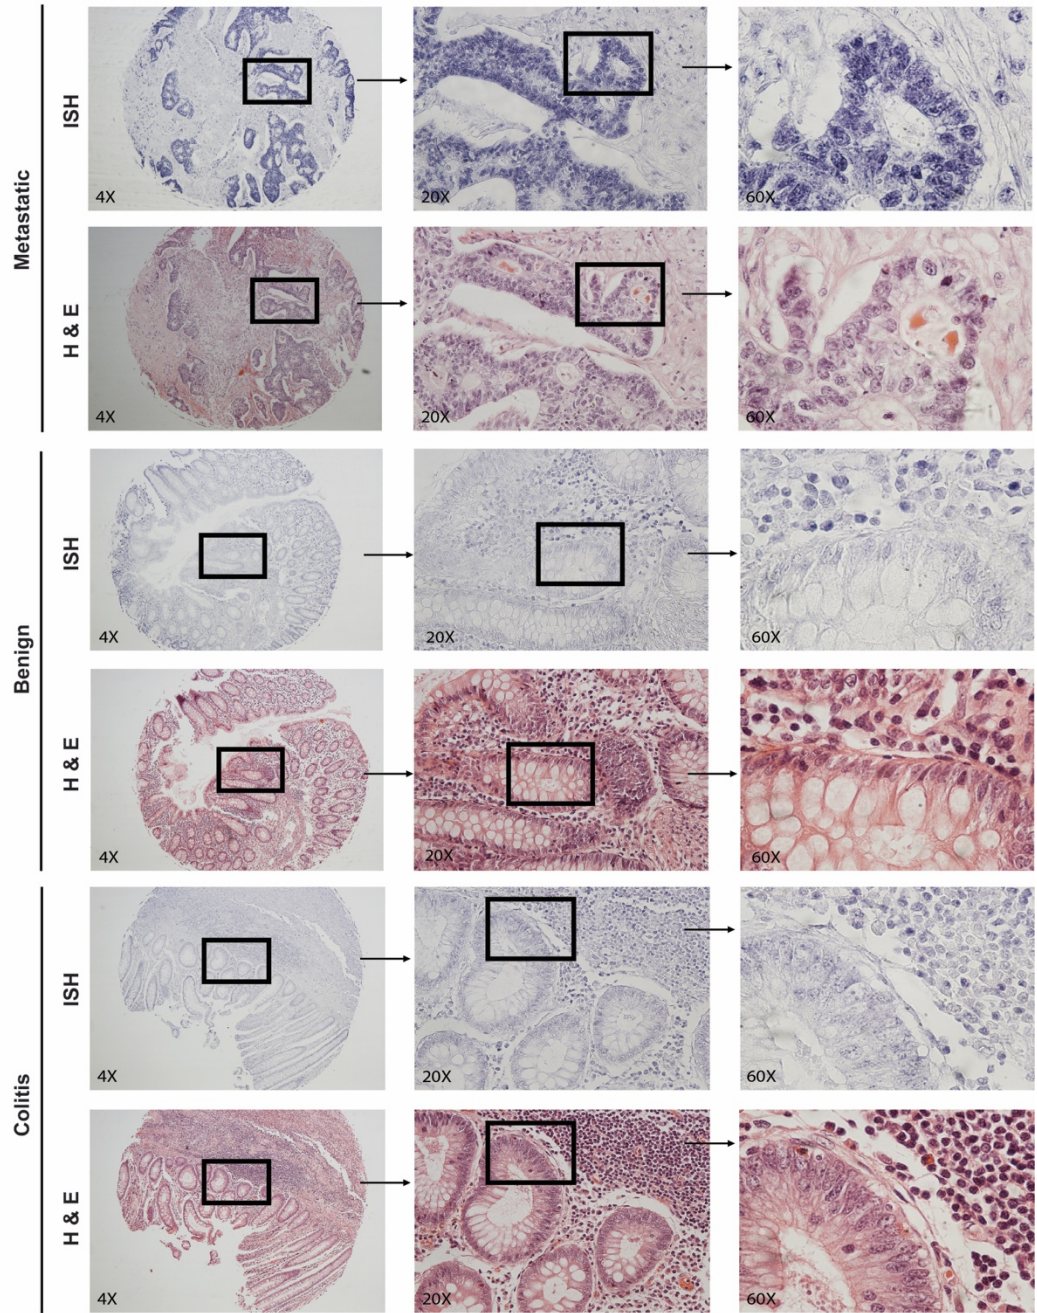 Metastatic
ISH
4X
20X
60X
H & E
4X
20X
60X
Benign
ISH
4X
20X
60X
H & E
4X
20X
60X
Colitis
ISH
4X
20X
60X
H & E
4X
20X
60X